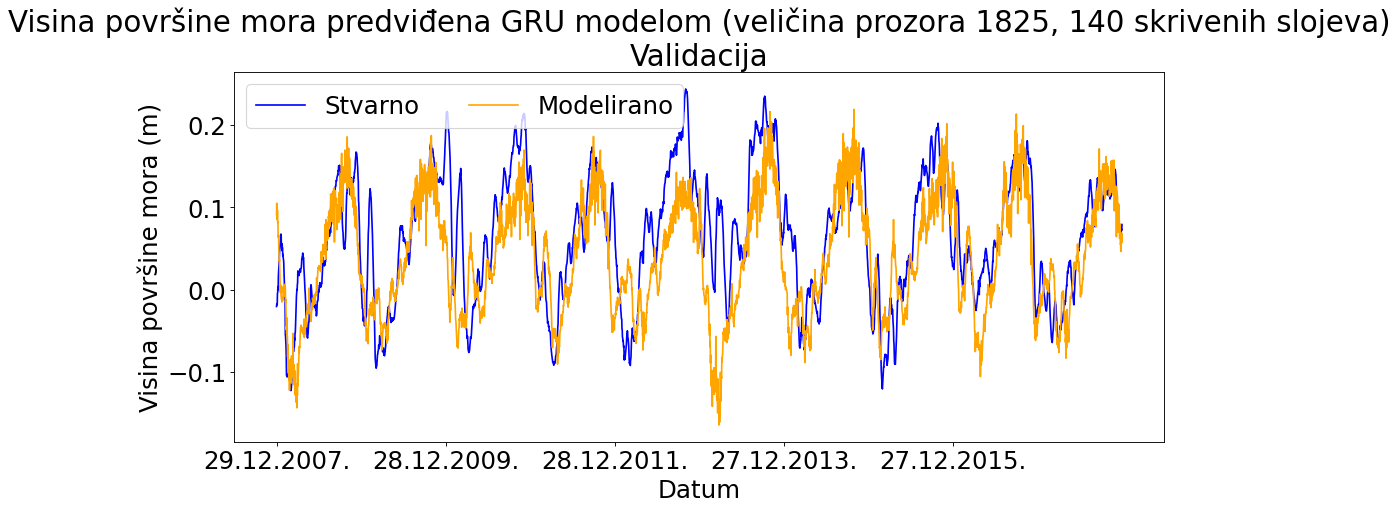 Visina površine mora predviđena GRU modelom (veličina prozora 1825, 140 skrivenih slojeva)
Validacija
Stvarno Modelirano
Visina površine mora (m)
0.2
0.1
0.0
−0.1
29.12.2007. 28.12.2009. 28.12.2011. 27.12.2013. 27.12.2015.
Datum